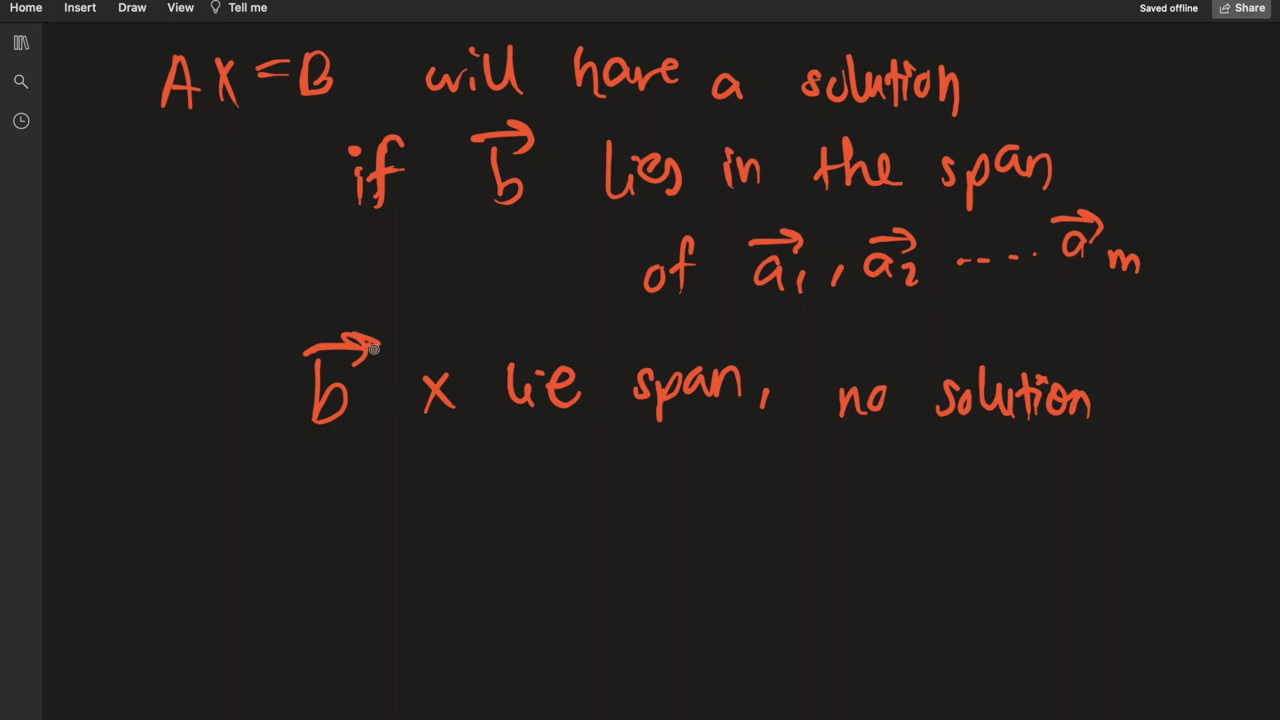 Home Insert Draw View Tell me Saved offline Share
AX=B will have a solution
if b⃗ lies in the span
of a⃗₁, a⃗₂ ..... a⃗ₘ
b⃗ x lie span, no solution